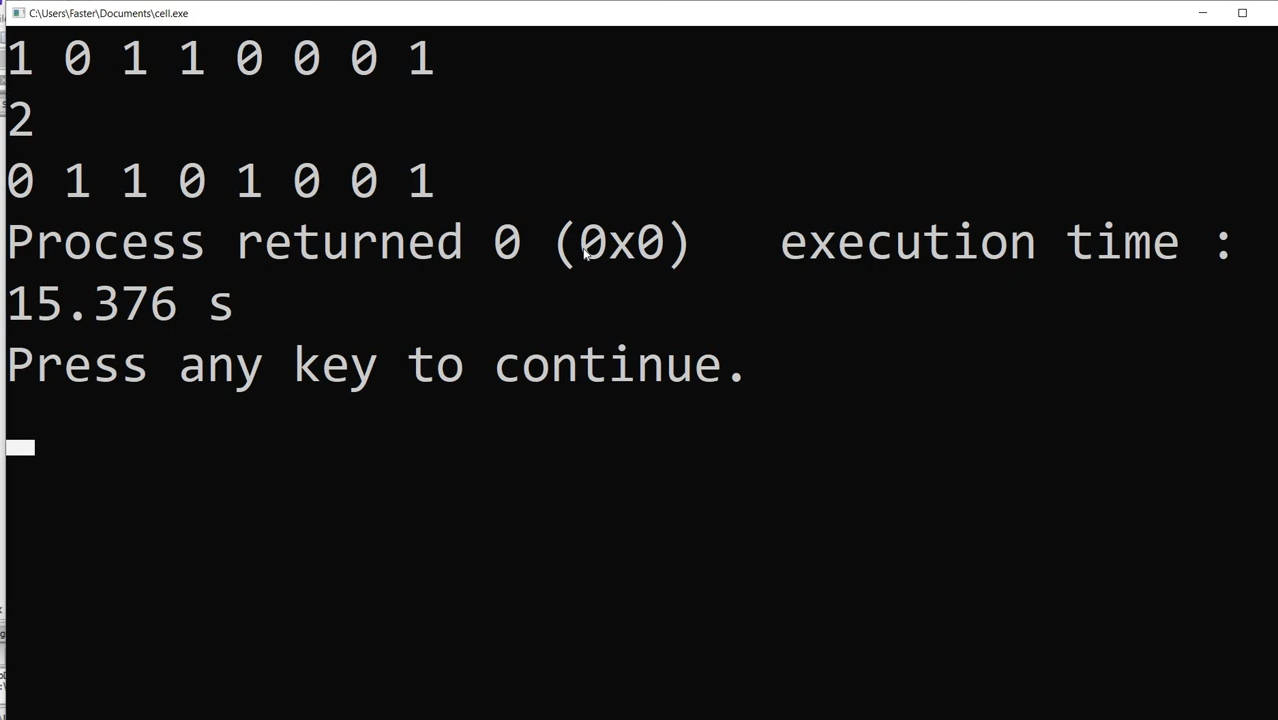 C:\Users\Faster\Documents\cell.exe
1 0 1 1 0 0 0 1
2
0 1 1 0 1 0 0 1
Process returned 0 (0x0)   execution time :
15.376 s
Press any key to continue.